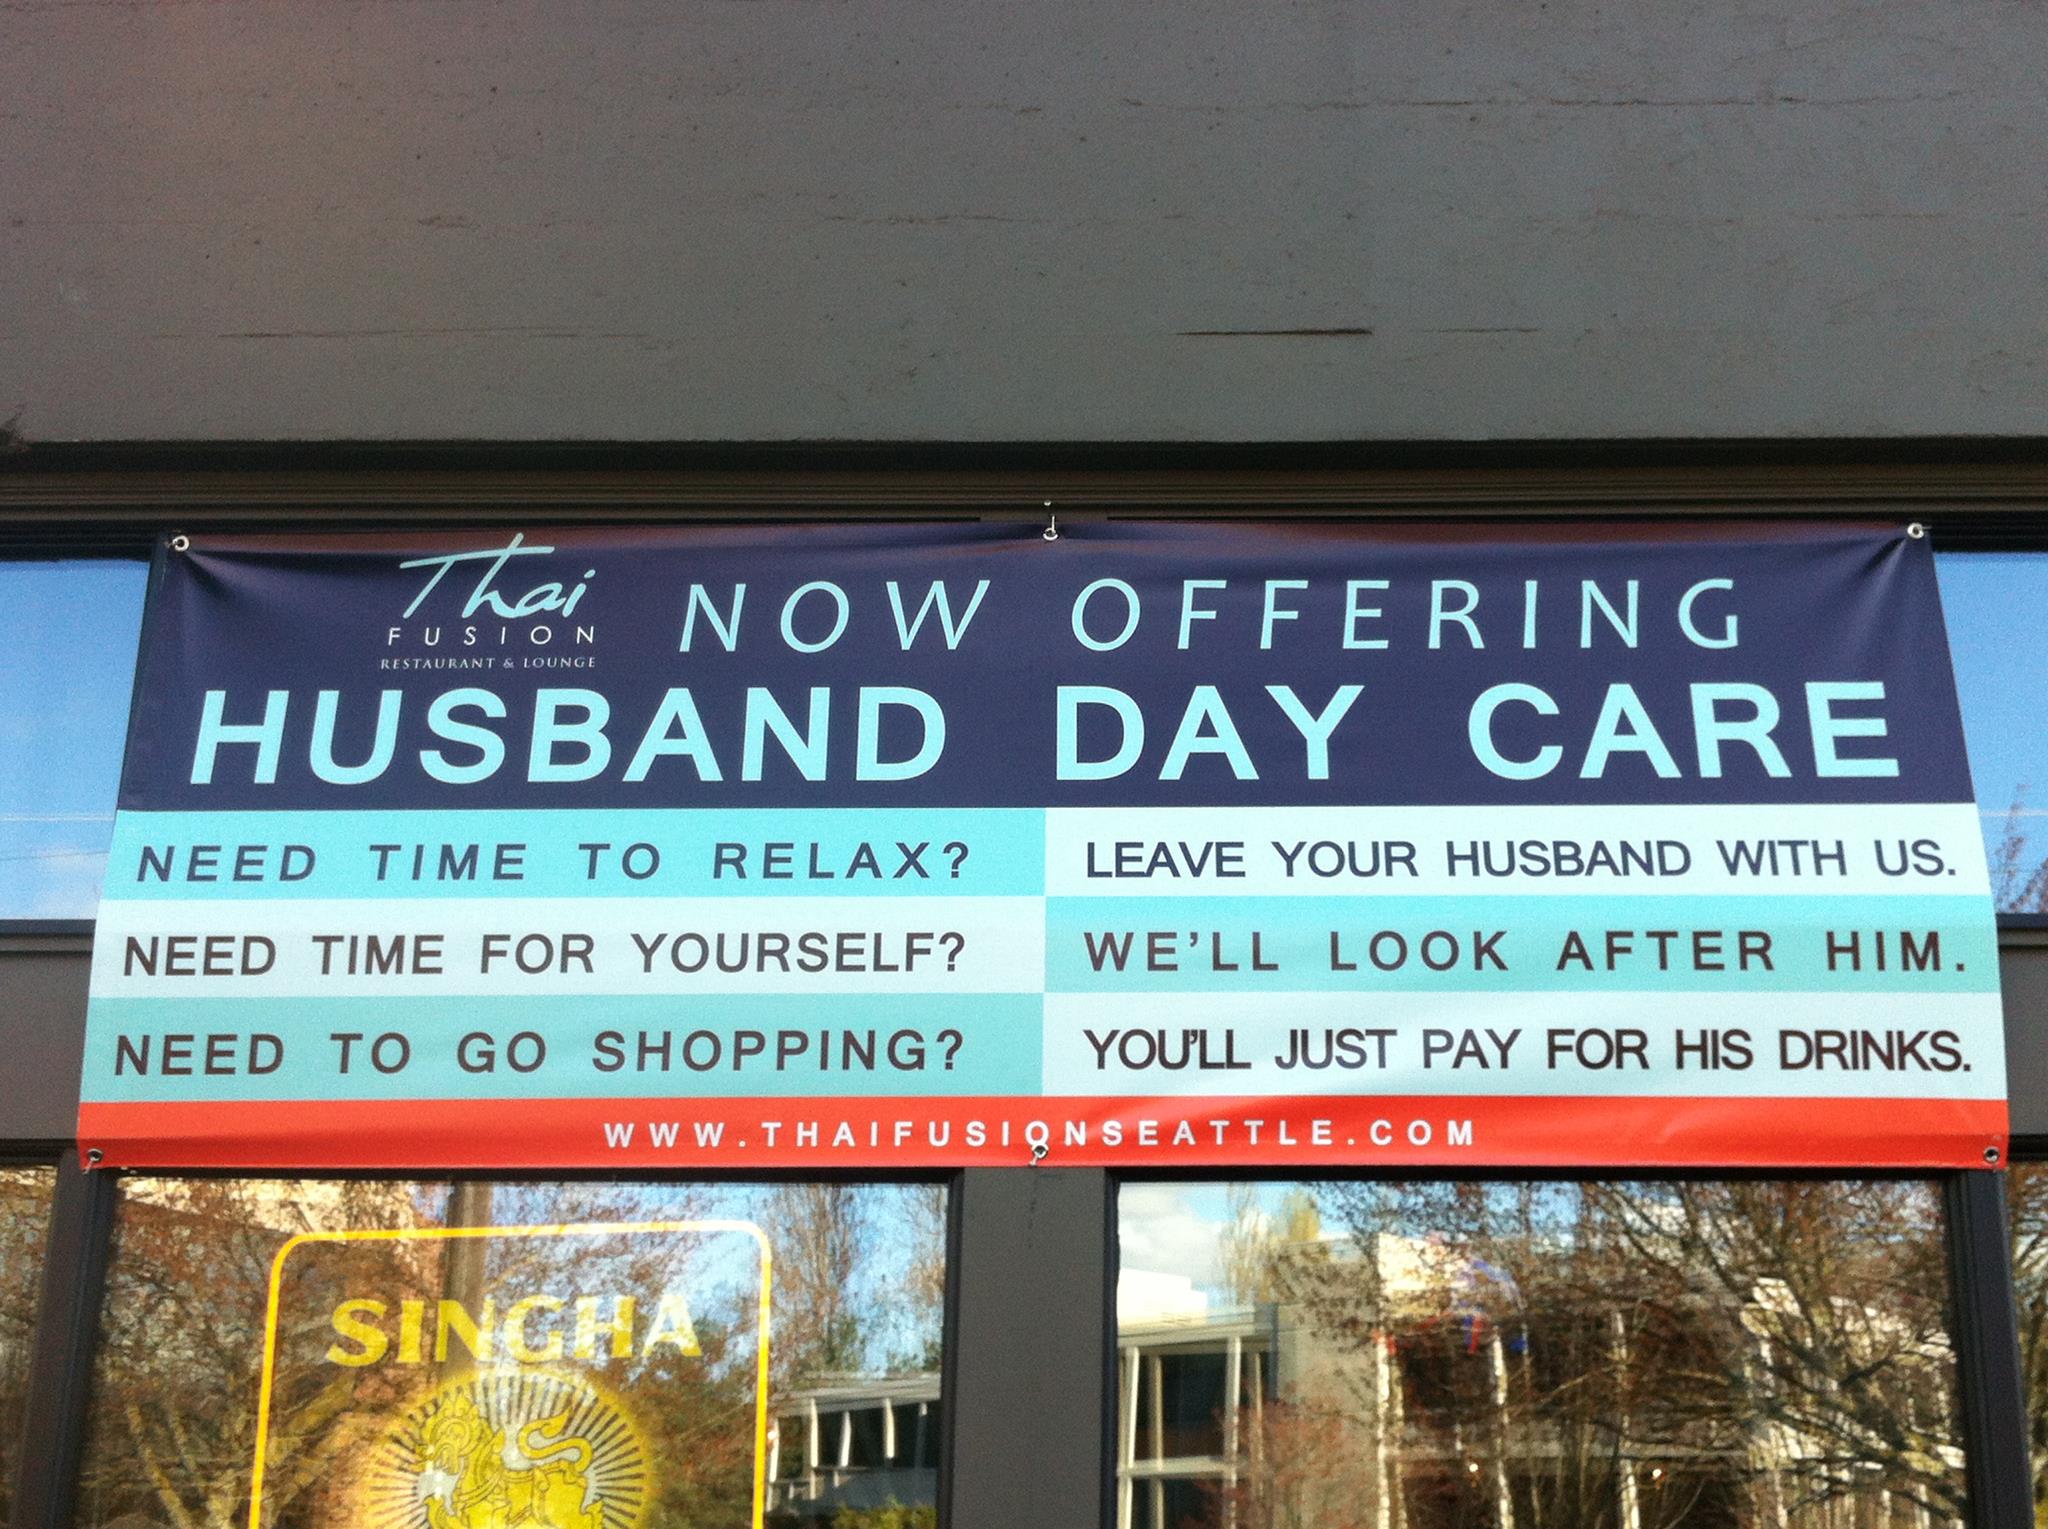 Thai
FUSION
RESTAURANT & LOUNGE
NOW OFFERING
HUSBAND DAY CARE
NEED TIME TO RELAX?
LEAVE YOUR HUSBAND WITH US.
NEED TIME FOR YOURSELF?
WE'LL LOOK AFTER HIM.
NEED TO GO SHOPPING?
YOU'LL JUST PAY FOR HIS DRINKS.
WWW.THAIFUSIONSEATTLE.COM
SINGHA